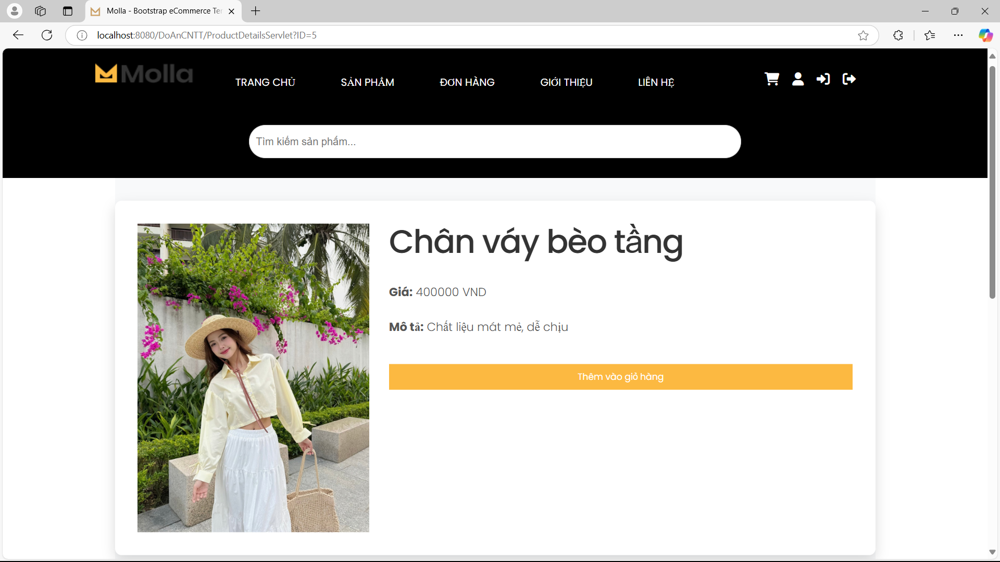 Molla - Bootstrap eCommerce Ter
localhost:8080/DoAnCNTT/ProductDetailsServlet?ID=5
Molla
TRANG CHỦ
SẢN PHẨM
ĐƠN HÀNG
GIỚI THIỆU
LIÊN HỆ
Tìm kiếm sản phẩm...
Chân váy bèo tầng
Giá: 400000 VND
Mô tả: Chất liệu mát mẻ, dễ chịu
Thêm vào giỏ hàng